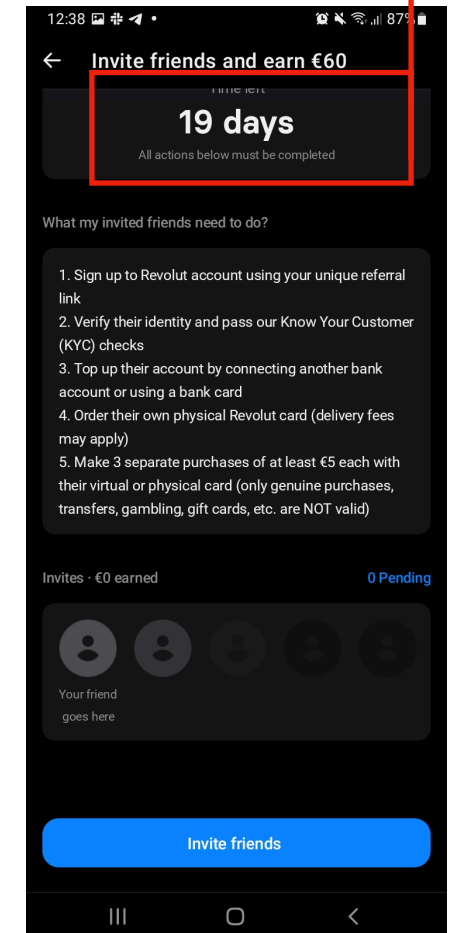 12:38 87%
Invite friends and earn €60
Time left
19 days
All actions below must be completed
What my invited friends need to do?
1. Sign up to Revolut account using your unique referral
link
2. Verify their identity and pass our Know Your Customer
(KYC) checks
3. Top up their account by connecting another bank
account or using a bank card
4. Order their own physical Revolut card (delivery fees
may apply)
5. Make 3 separate purchases of at least €5 each with
their virtual or physical card (only genuine purchases,
transfers, gambling, gift cards, etc. are NOT valid)
Invites · €0 earned 0 Pending
Your friend
goes here
Invite friends